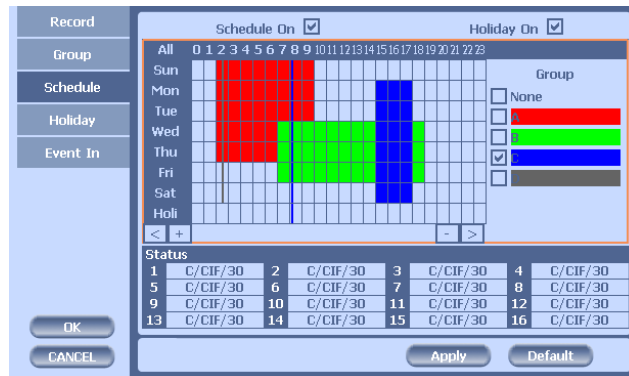 Record
Group
Schedule
Holiday
Event In
OK
CANCEL
Schedule On
Holiday On
All 0 1 2 3 4 5 6 7 8 9 10 11 12 13 14 15 16 17 18 19 20 21 22 23
Sun
Mon
Tue
Wed
Thu
Fri
Sat
Holi
< + - >
Group
None
A
B
C
Status
1 C/CIF/30 2 C/CIF/30 3 C/CIF/30 4 C/CIF/30
5 C/CIF/30 6 C/CIF/30 7 C/CIF/30 8 C/CIF/30
9 C/CIF/30 10 C/CIF/30 11 C/CIF/30 12 C/CIF/30
13 C/CIF/30 14 C/CIF/30 15 C/CIF/30 16 C/CIF/30
Apply Default